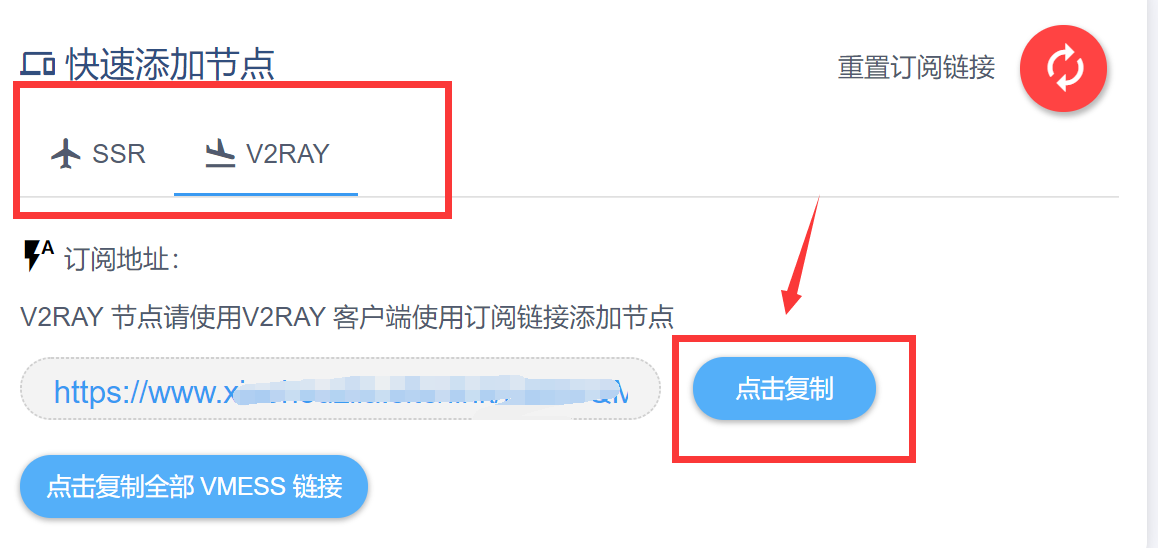 快速添加节点
重置订阅链接
SSR
V2RAY
A 订阅地址：
V2RAY 节点请使用V2RAY 客户端使用订阅链接添加节点
https://www.x
点击复制
点击复制全部 VMESS 链接